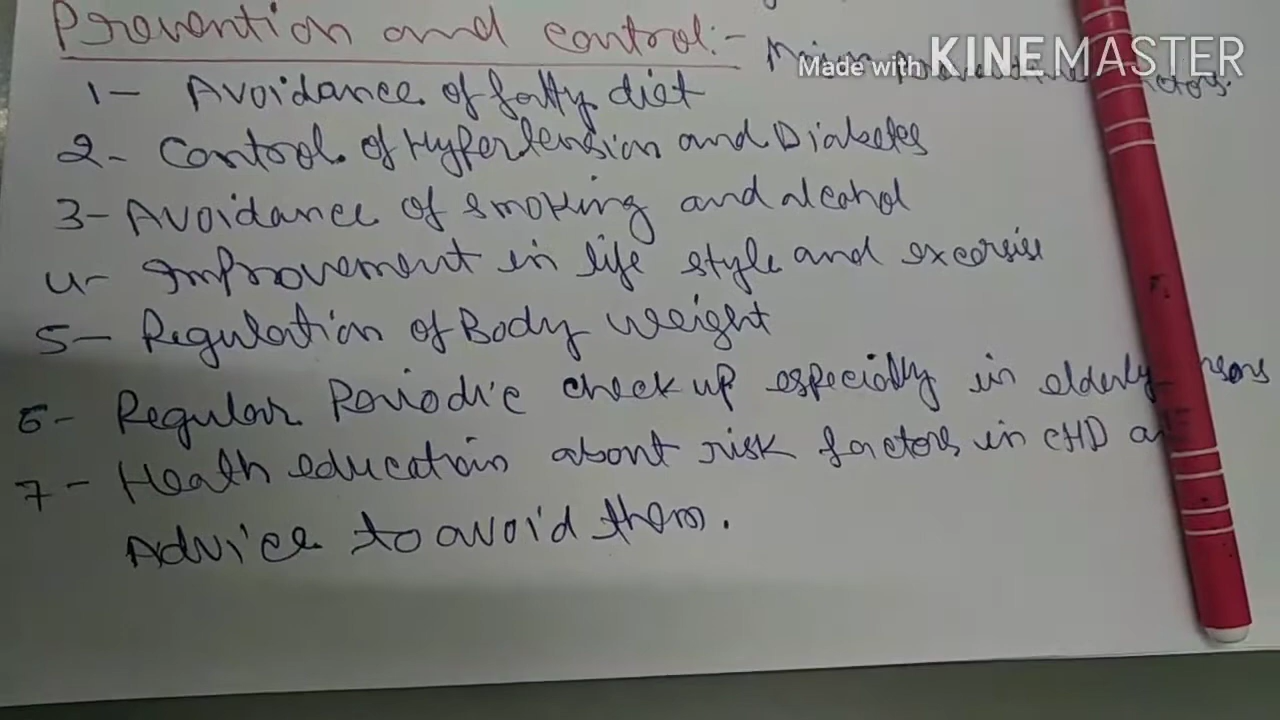 Prevention and control:-
Made with KINEMASTER
1- Avoidance of fatty diet
2- Control of Hypertension and Diabetes
3- Avoidance of smoking and alcohol
4- Improvement in life style and excersise
5- Regulation of Body weight
6- Regular Periodic check up especially in elderly
7- Heath education about risk factors in CHD
Advice to avoid them.